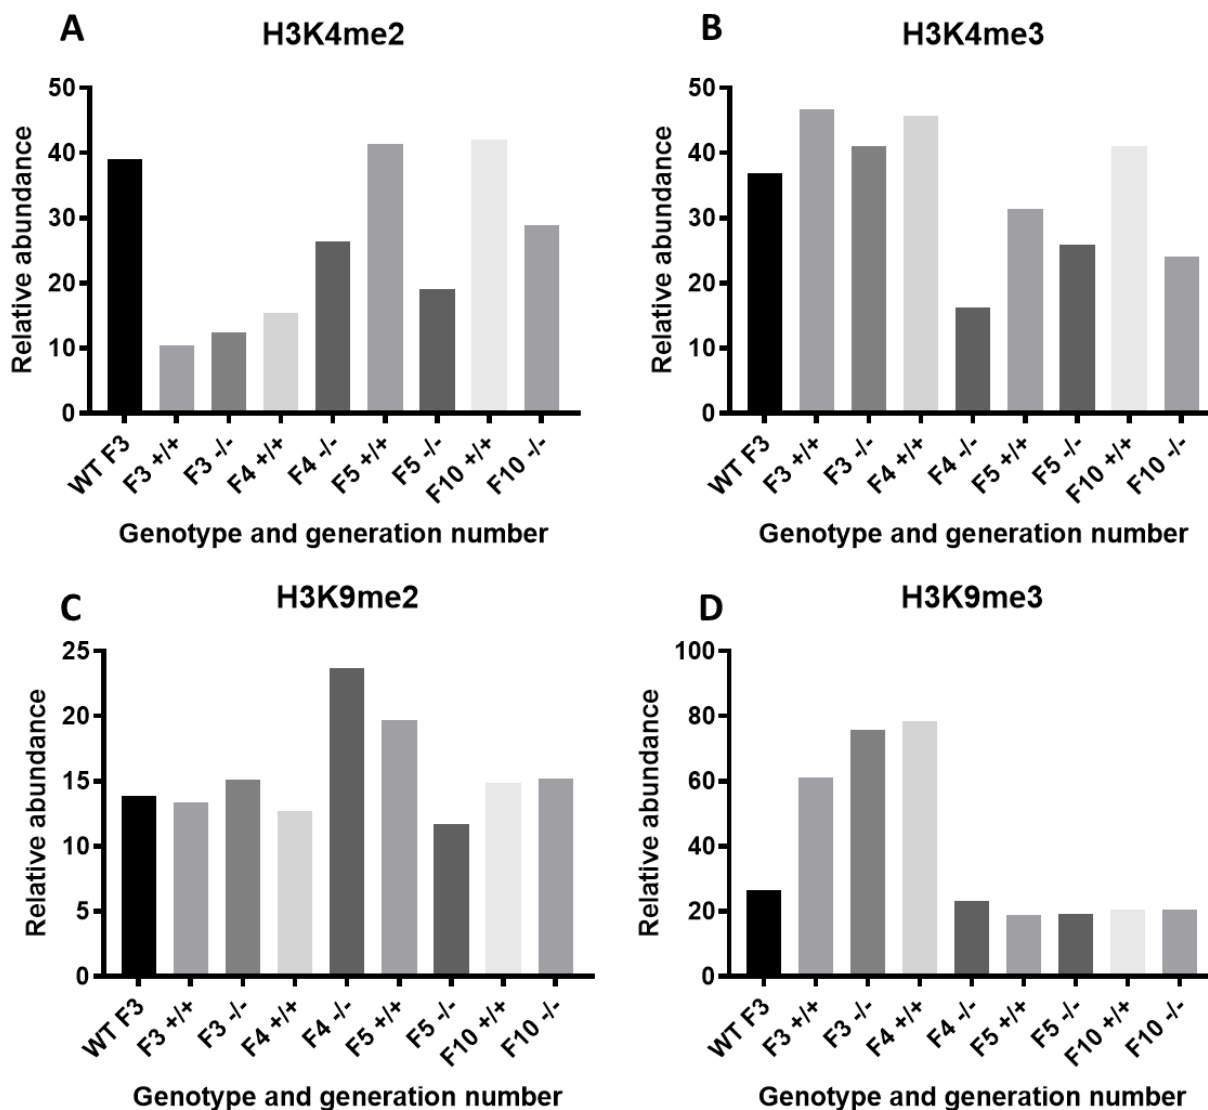 A
H3K4me2
Relative abundance
50
40
30
20
10
0
WT F3
F3 +/+
F3 -/-
F4 +/+
F4 -/-
F5 +/+
F5 -/-
F10 +/+
F10 -/-
Genotype and generation number
B
H3K4me3
Relative abundance
50
40
30
20
10
0
WT F3
F3 +/+
F3 -/-
F4 +/+
F4 -/-
F5 +/+
F5 -/-
F10 +/+
F10 -/-
Genotype and generation number
C
H3K9me2
Relative abundance
25
20
15
10
5
0
WT F3
F3 +/+
F3 -/-
F4 +/+
F4 -/-
F5 +/+
F5 -/-
F10 +/+
F10 -/-
Genotype and generation number
D
H3K9me3
Relative abundance
100
80
60
40
20
0
WT F3
F3 +/+
F3 -/-
F4 +/+
F4 -/-
F5 +/+
F5 -/-
F10 +/+
F10 -/-
Genotype and generation number